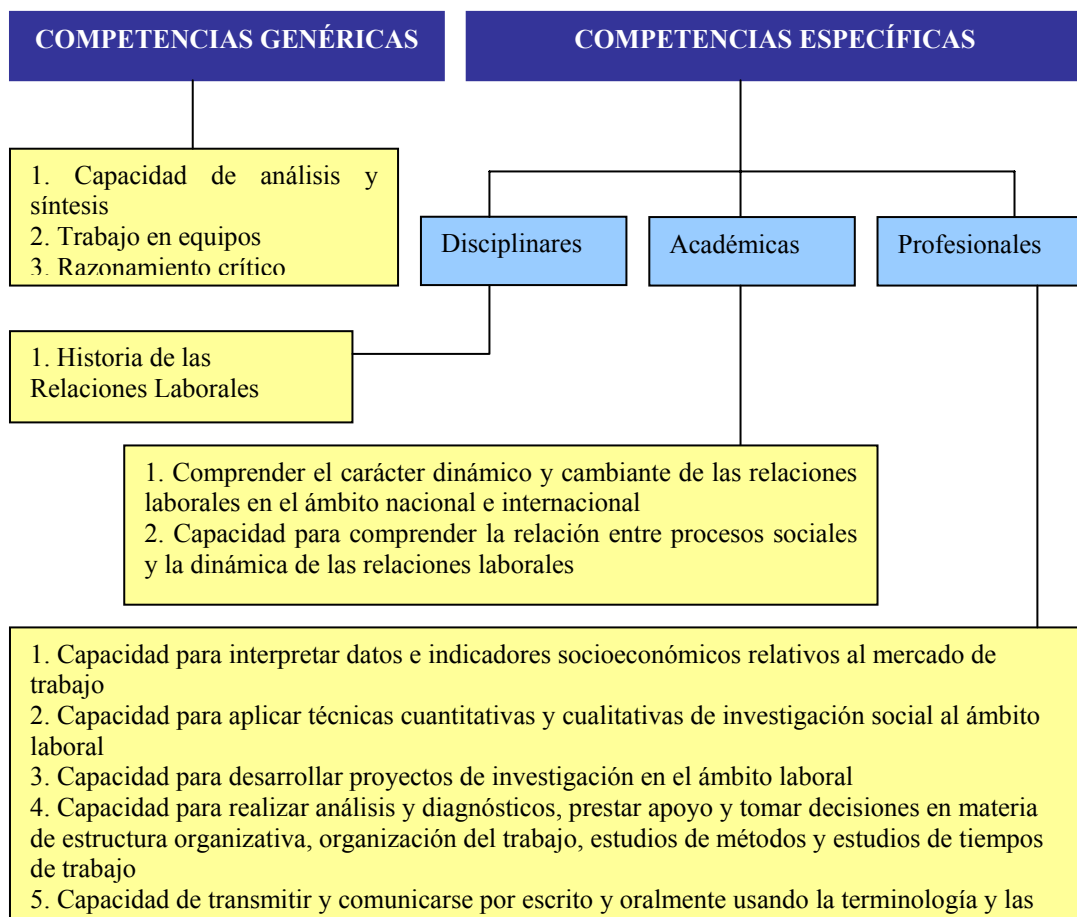 COMPETENCIAS GENÉRICAS
COMPETENCIAS ESPECÍFICAS
1. Capacidad de análisis y
síntesis
2. Trabajo en equipos
3. Razonamiento crítico
Disciplinares
Académicas
Profesionales
1. Historia de las
Relaciones Laborales
1. Comprender el carácter dinámico y cambiante de las relaciones
laborales en el ámbito nacional e internacional
2. Capacidad para comprender la relación entre procesos sociales
y la dinámica de las relaciones laborales
1. Capacidad para interpretar datos e indicadores socioeconómicos relativos al mercado de
trabajo
2. Capacidad para aplicar técnicas cuantitativas y cualitativas de investigación social al ámbito
laboral
3. Capacidad para desarrollar proyectos de investigación en el ámbito laboral
4. Capacidad para realizar análisis y diagnósticos, prestar apoyo y tomar decisiones en materia
de estructura organizativa, organización del trabajo, estudios de métodos y estudios de tiempos
de trabajo
5. Capacidad de transmitir y comunicarse por escrito y oralmente usando la terminología y las